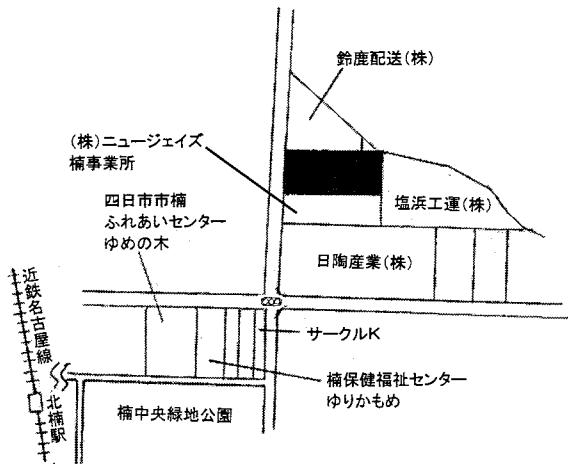 鈴鹿配送(株)
(株)ニュージェイズ
楠事業所
四日市市楠
ふれあいセンター
ゆめの木
塩浜工運(株)
日陶産業(株)
サークルK
楠保健福祉センター
ゆりかもめ
楠中央緑地公園
近鉄名古屋線
北楠駅